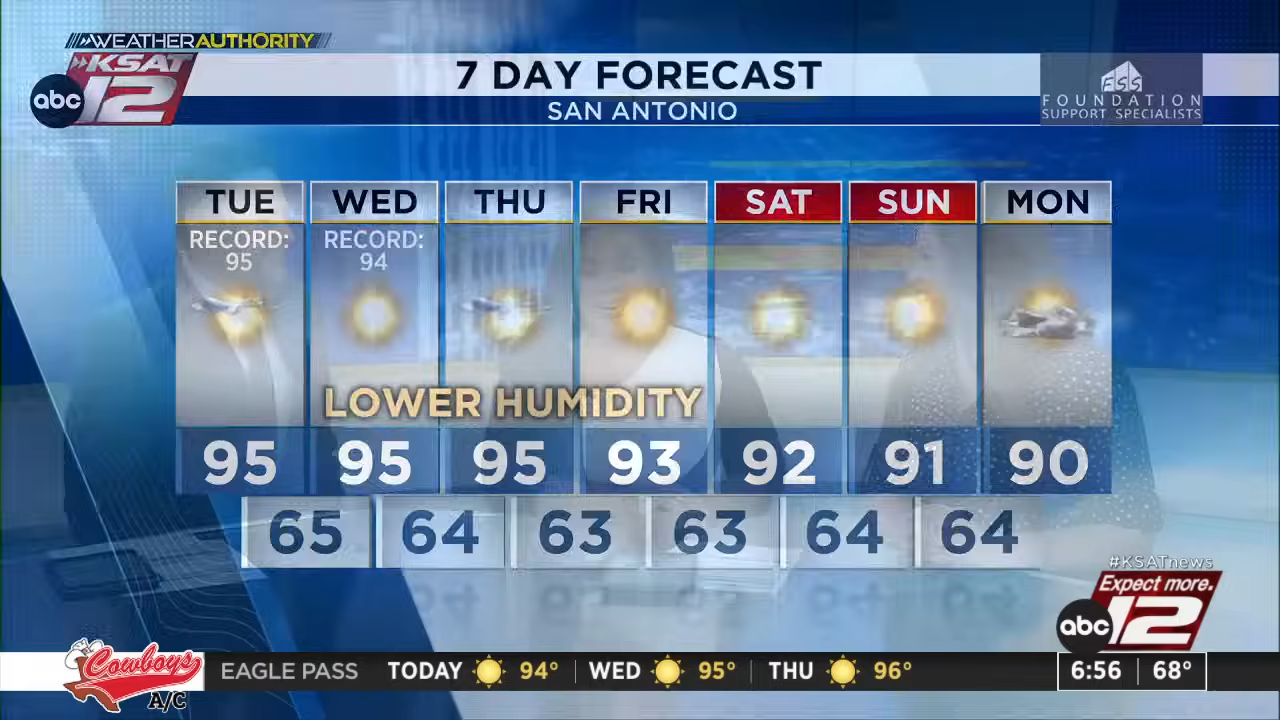 WEATHERAUTHORITY
KSAT
abc 12
7 DAY FORECAST
SAN ANTONIO
FSS
FOUNDATION
SUPPORT SPECIALISTS
TUE WED THU FRI SAT SUN MON
RECORD: RECORD:
95 94
LOWER HUMIDITY
95 95 95 93 92 91 90
65 64 63 63 64 64
#KSATnews
Expect more.
abc 12
Cowboys
A/C
EAGLE PASS TODAY 94° WED 95° THU 96° 6:56 68°